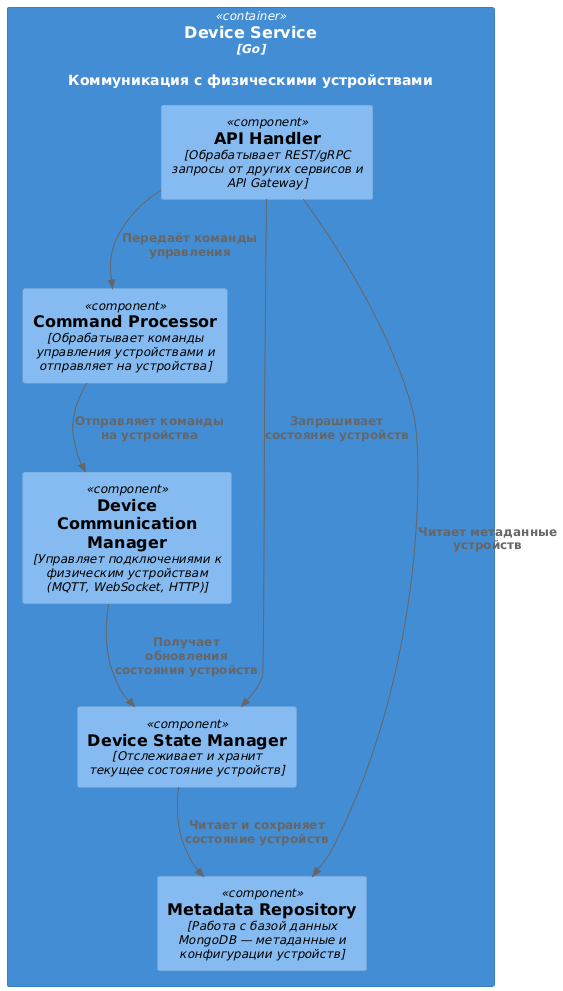 «container»
Device Service
[Go]
Коммуникация с физическими устройствами
«component»
API Handler
[Обрабатывает REST/gRPC
запросы от других сервисов и
API Gateway]
Передаёт команды
управления
«component»
Command Processor
[Обрабатывает команды
управления устройствами и
отправляет на устройства]
Отправляет команды
на устройства
Запрашивает
состояние устройств
«component»
Device
Communication
Manager
[Управляет подключениями к
физическим устройствам
(MQTT, WebSocket, HTTP)]
Читает метаданные
устройств
Получает
обновления
состояния устройств
«component»
Device State Manager
[Отслеживает и хранит
текущее состояние устройств]
Читает и сохраняет
состояние устройств
«component»
Metadata Repository
[Работа с базой данных
MongoDB — метаданные и
конфигурации устройств]